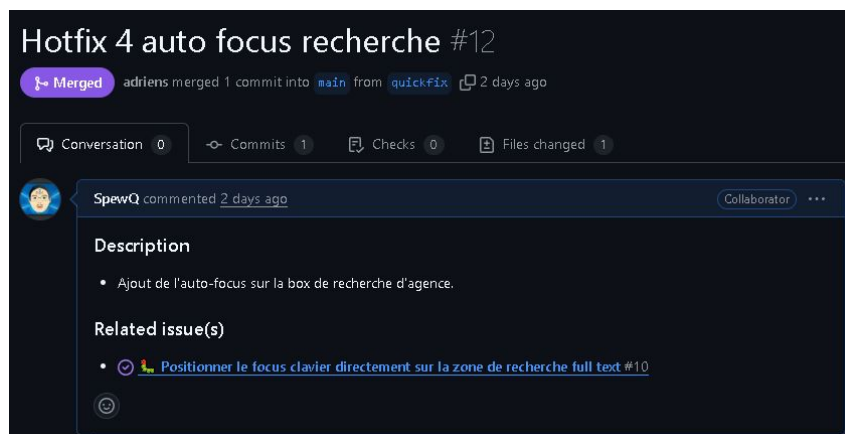 Hotfix 4 auto focus recherche #12
Merged adriens merged 1 commit into main from quickfix 2 days ago
Conversation 0 Commits 1 Checks 0 Files changed 1
SpewQ commented 2 days ago Collaborator ...
Description
• Ajout de l'auto-focus sur la box de recherche d'agence.
Related issue(s)
• 🐛 Positionner le focus clavier directement sur la zone de recherche full text #10